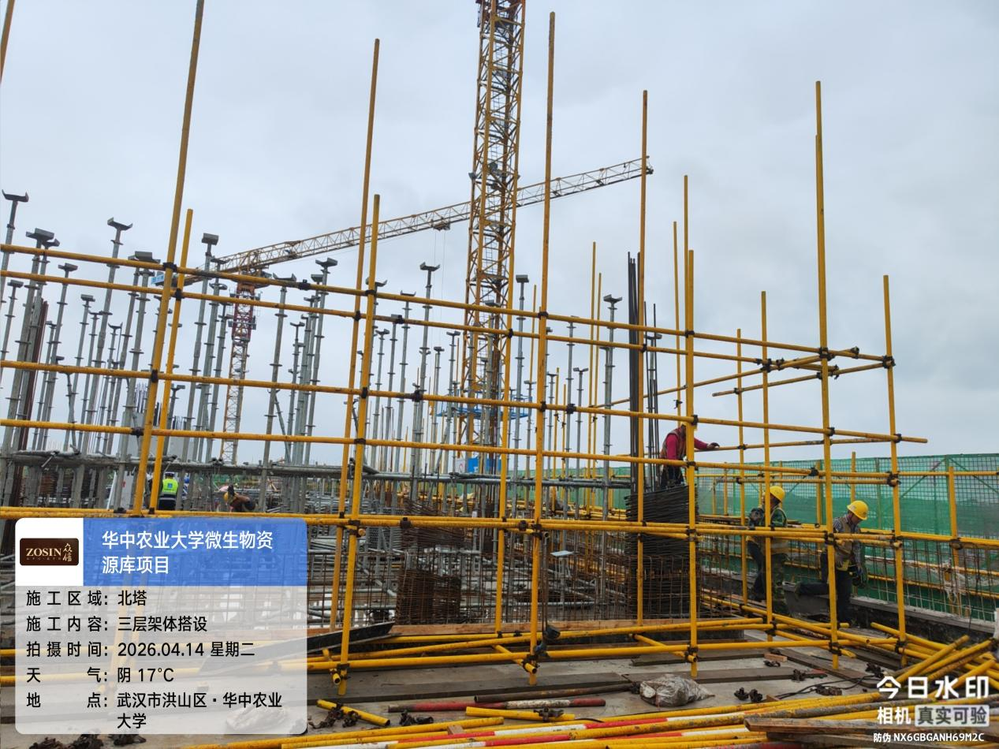 ZOSIN 众信
华中农业大学微生物资
源库项目
施工区域：北塔
施工内容：三层架体搭设
拍摄时间：2026.04.14 星期二
天气：阴 17°C
地点：武汉市洪山区·华中农业
大学
今日水印
相机 真实可验
防伪 NX6GBGANH69M2C